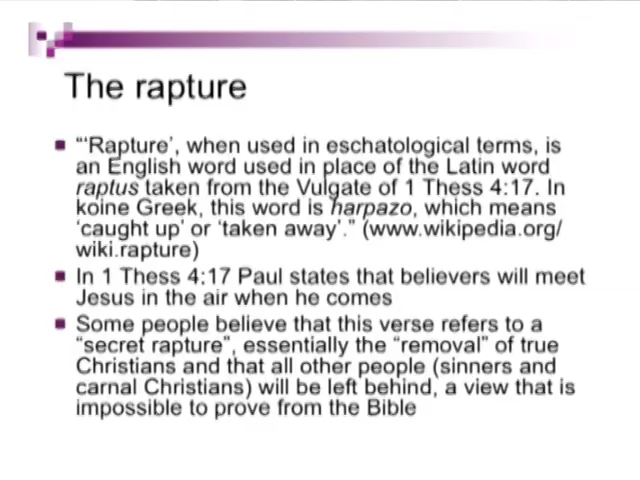 The rapture
"'Rapture', when used in eschatological terms, is
an English word used in place of the Latin word
raptus taken from the Vulgate of 1 Thess 4:17. In
koine Greek, this word is harpazo, which means
'caught up' or 'taken away'." (www.wikipedia.org/
wiki.rapture)
In 1 Thess 4:17 Paul states that believers will meet
Jesus in the air when he comes
Some people believe that this verse refers to a
"secret rapture", essentially the "removal" of true
Christians and that all other people (sinners and
carnal Christians) will be left behind, a view that is
impossible to prove from the Bible